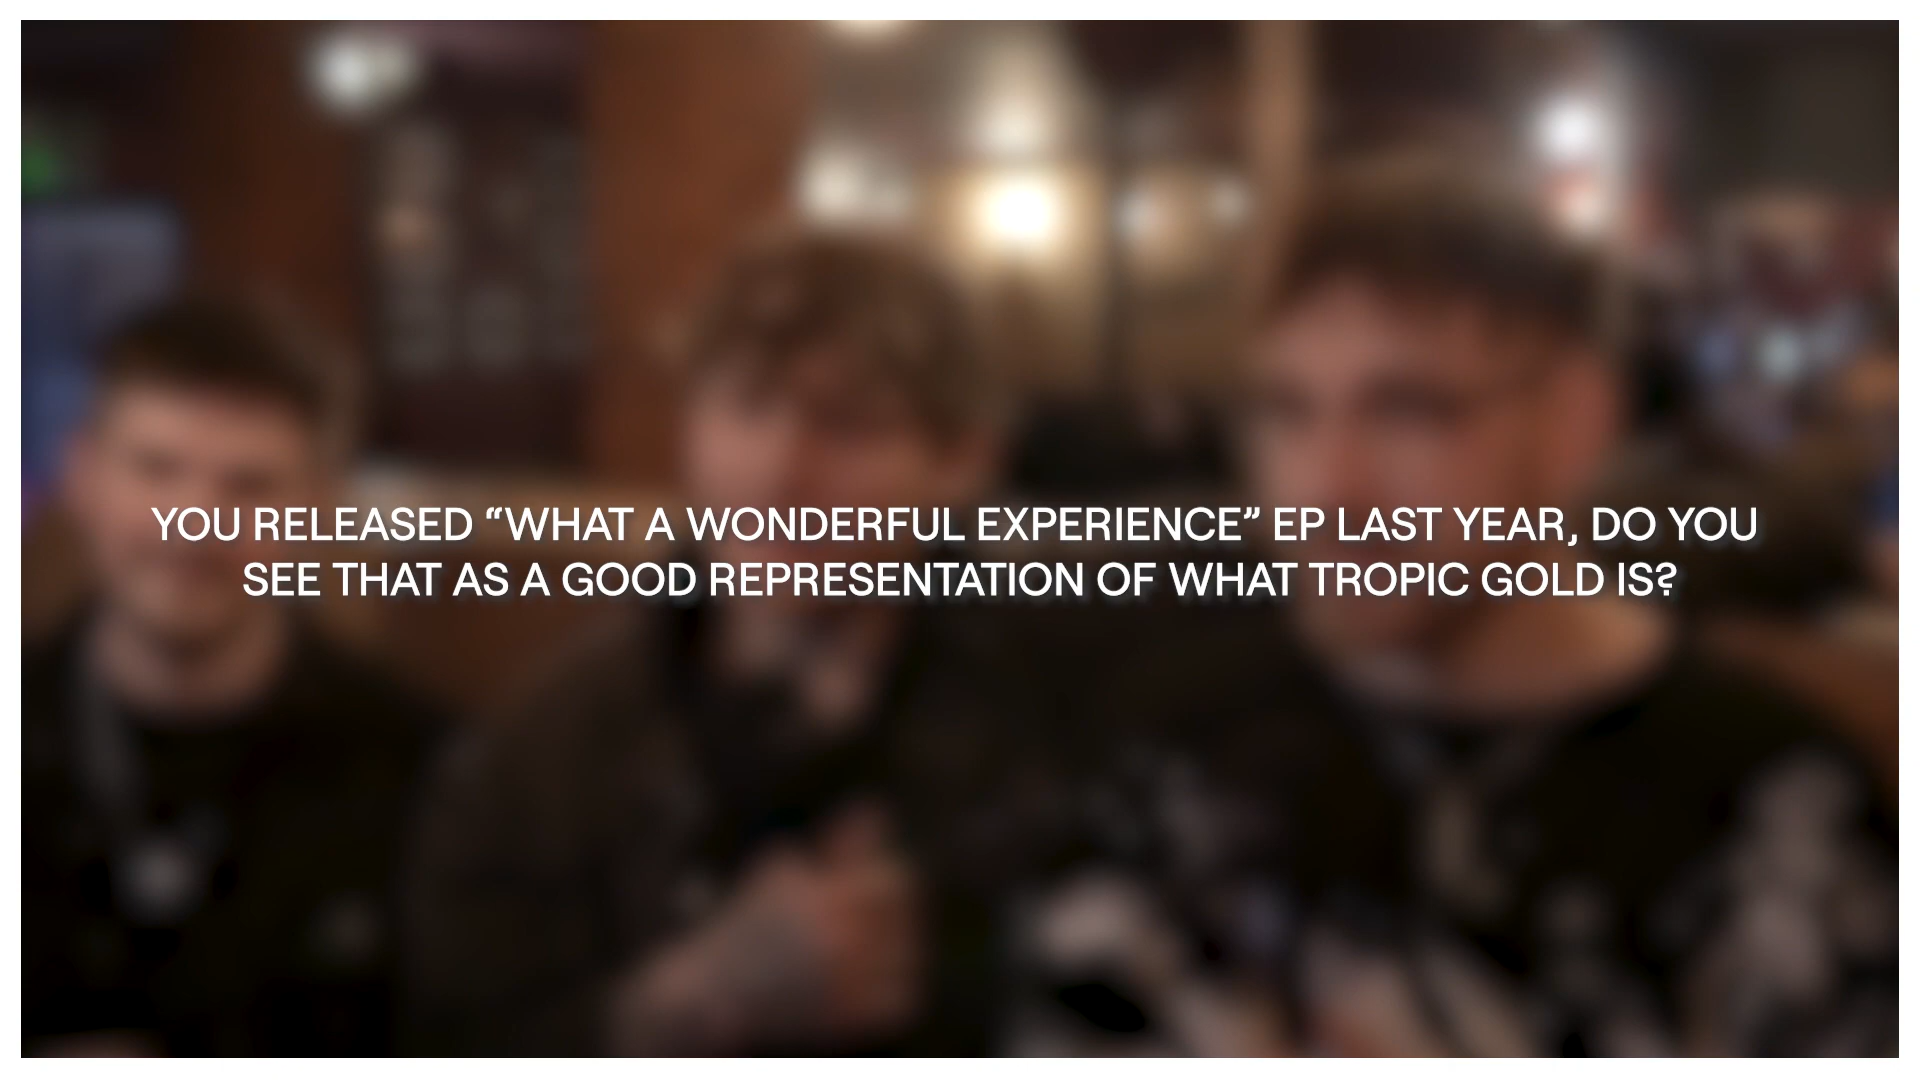 YOU RELEASED “WHAT A WONDERFUL EXPERIENCE” EP LAST YEAR, DO YOU
SEE THAT AS A GOOD REPRESENTATION OF WHAT TROPIC GOLD IS?